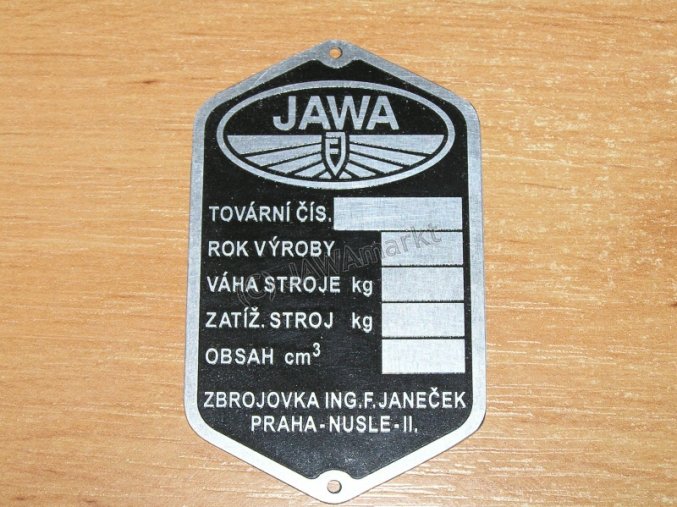 JAWA
TOVÁRNÍ ČÍS.
ROK VÝROBY
VÁHA STROJE kg
ZATÍŽ. STROJ kg
OBSAH cm³
ZBROJOVKA ING.F.JANEČEK
PRAHA-NUSLE-II.
(C) JAWAmarkt